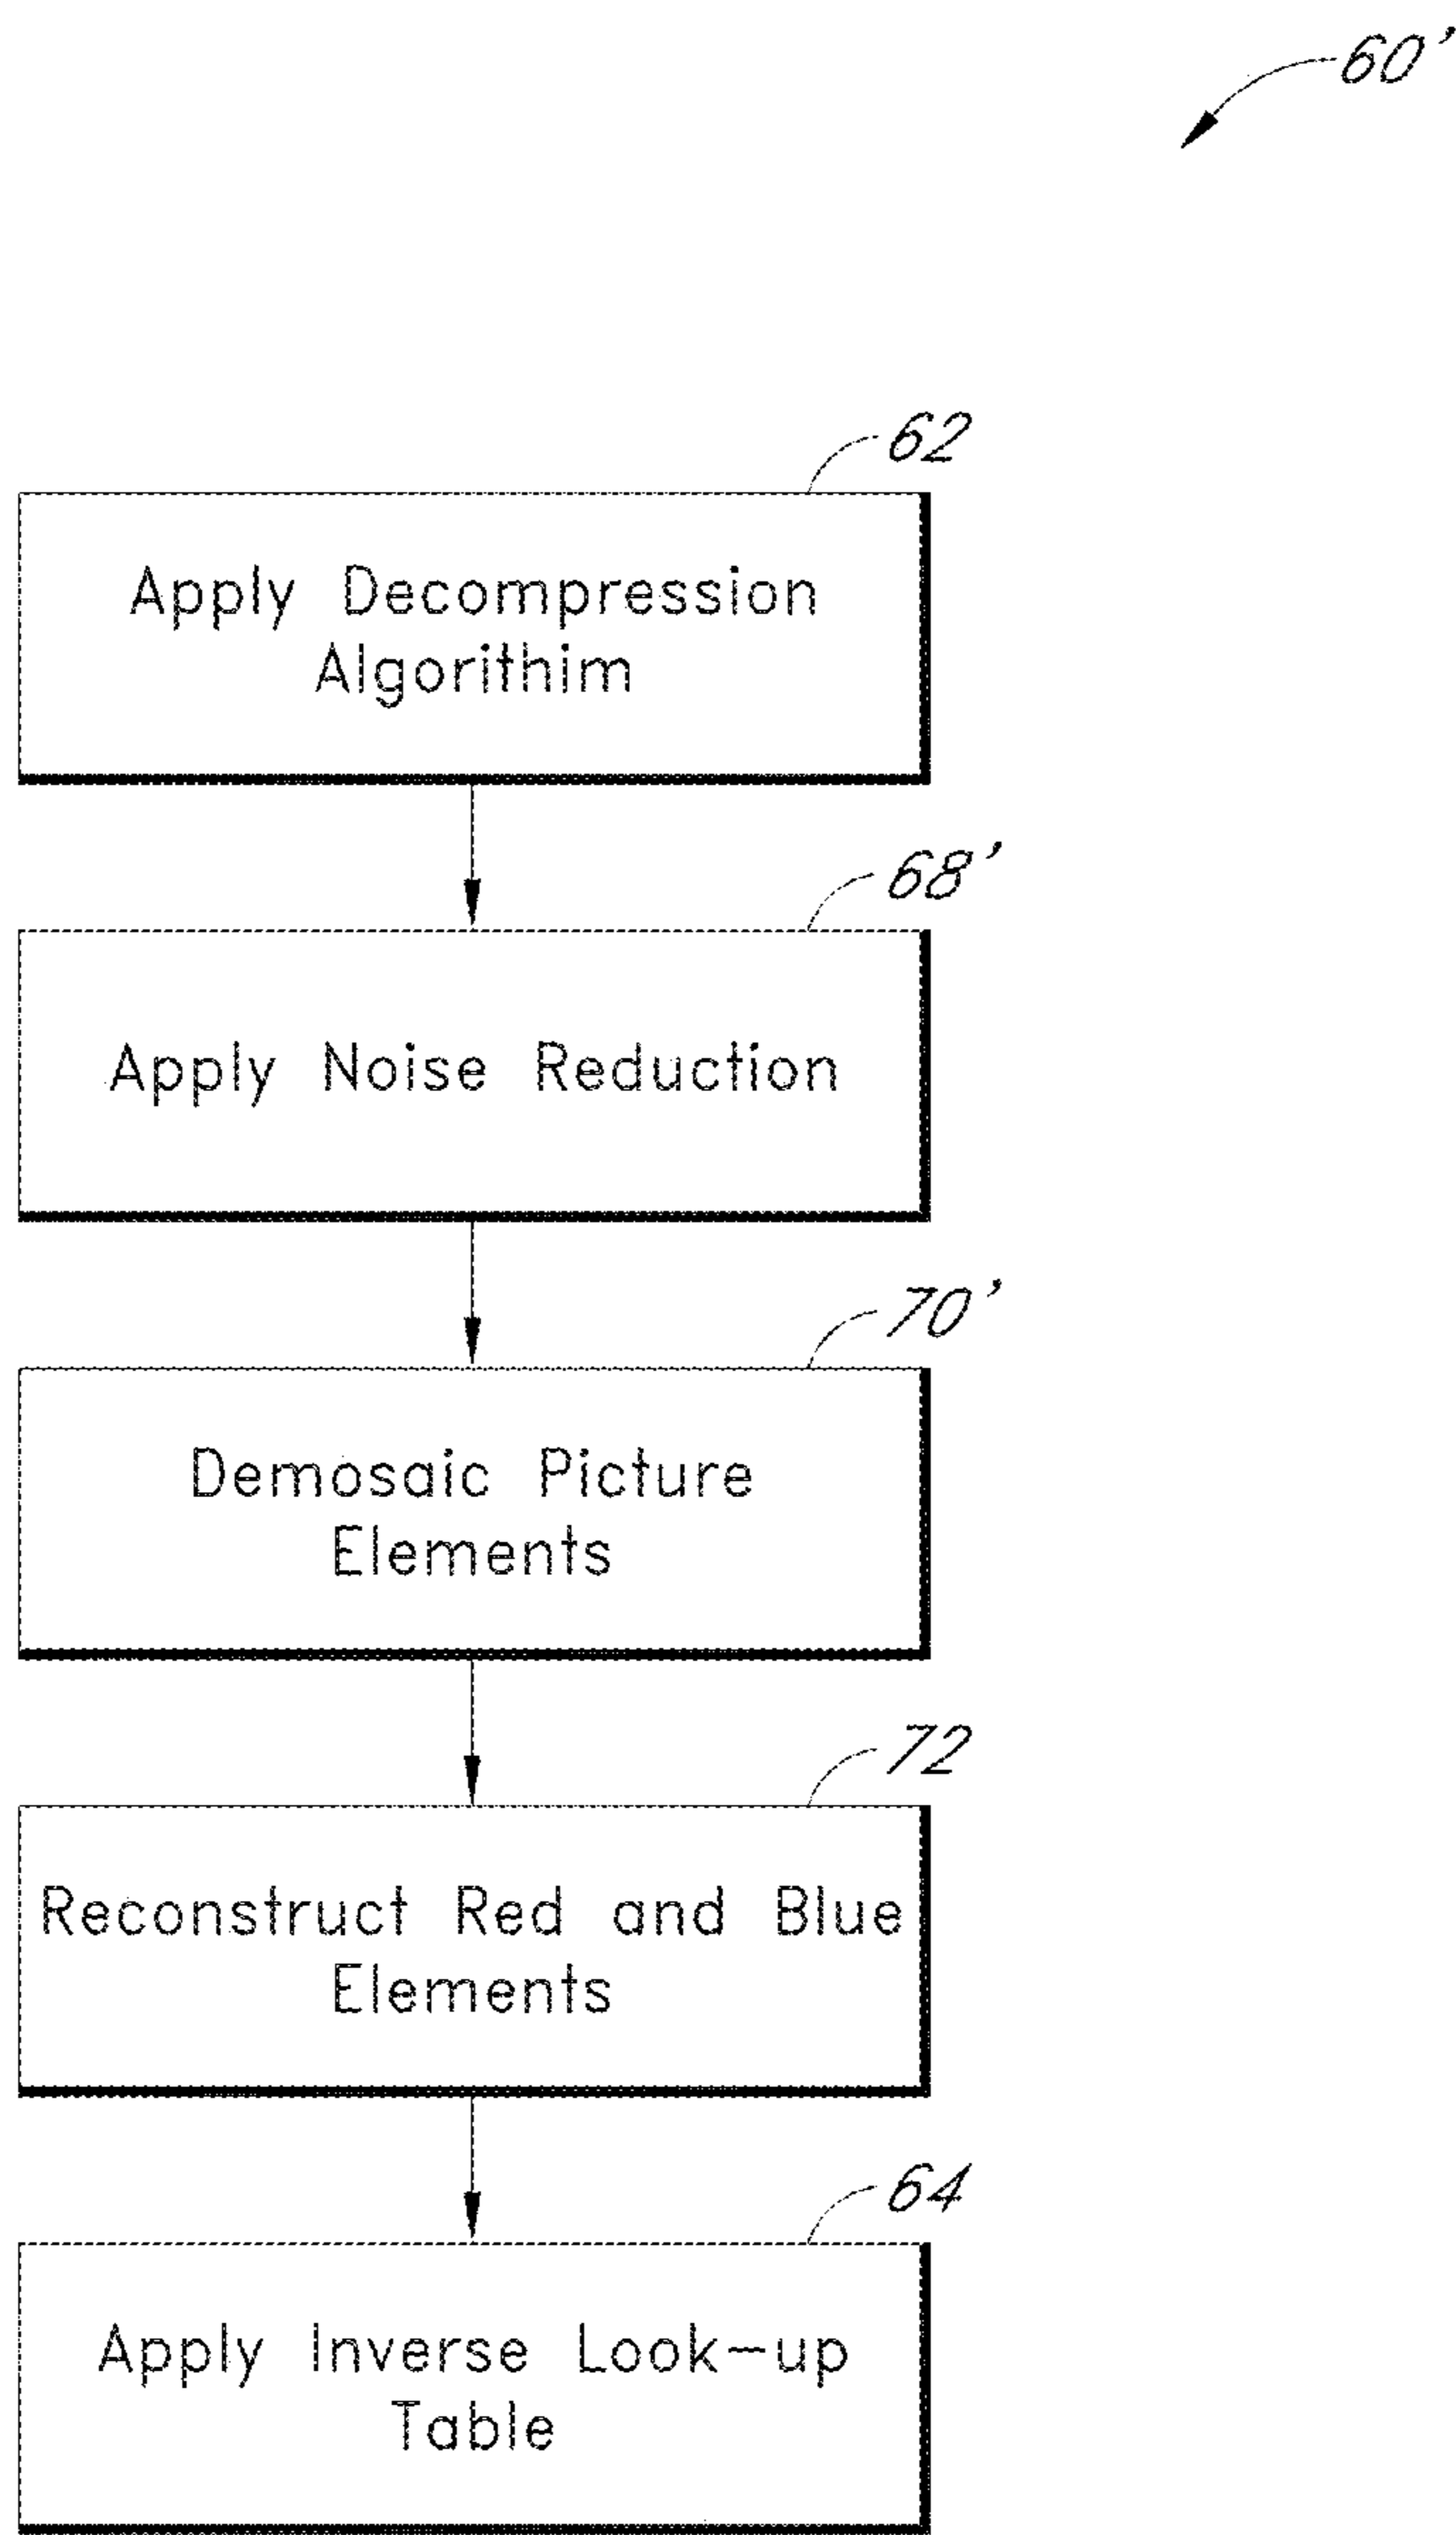 60'
62
Apply Decompression
Algorithim
68'
Apply Noise Reduction
70'
Demosaic Picture
Elements
72
Reconstruct Red and Blue
Elements
64
Apply Inverse Look-up
Table